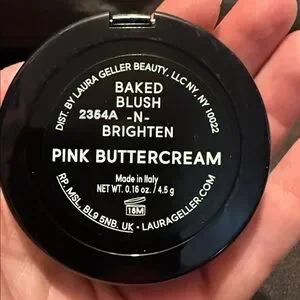 DIST. BY LAURA GELLER BEAUTY, LLC NY, NY 10022
BAKED
BLUSH
2354A -N-
BRIGHTEN
PINK BUTTERCREAM
Made in Italy
NET WT. 0.16 oz. / 4.5 g
18M
RP. MSL, BL9 5NB. UK • LAURAGELLER.COM